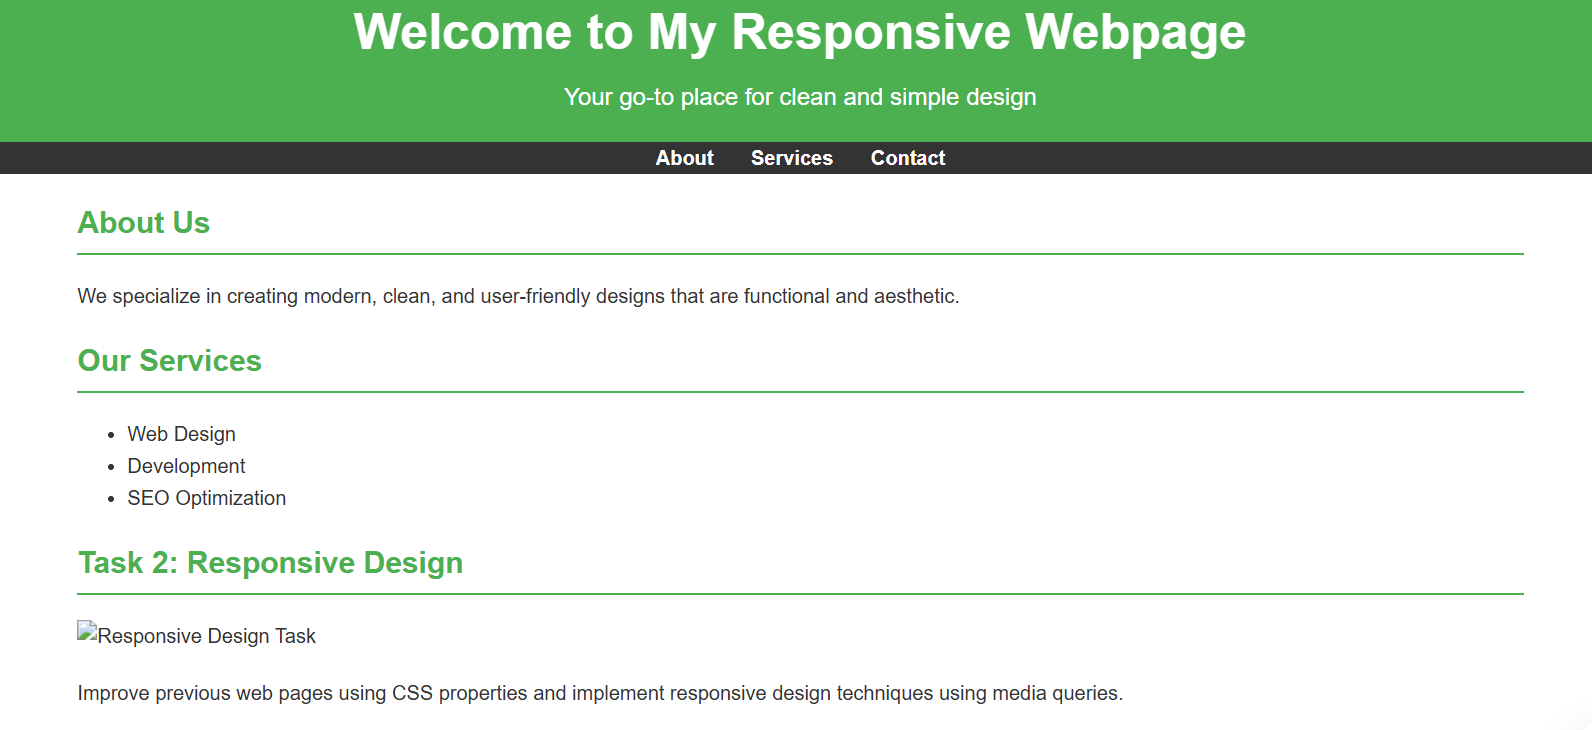 Welcome to My Responsive Webpage
Your go-to place for clean and simple design
About Services Contact
About Us
We specialize in creating modern, clean, and user-friendly designs that are functional and aesthetic.
Our Services
Web Design
Development
SEO Optimization
Task 2: Responsive Design
Responsive Design Task
Improve previous web pages using CSS properties and implement responsive design techniques using media queries.